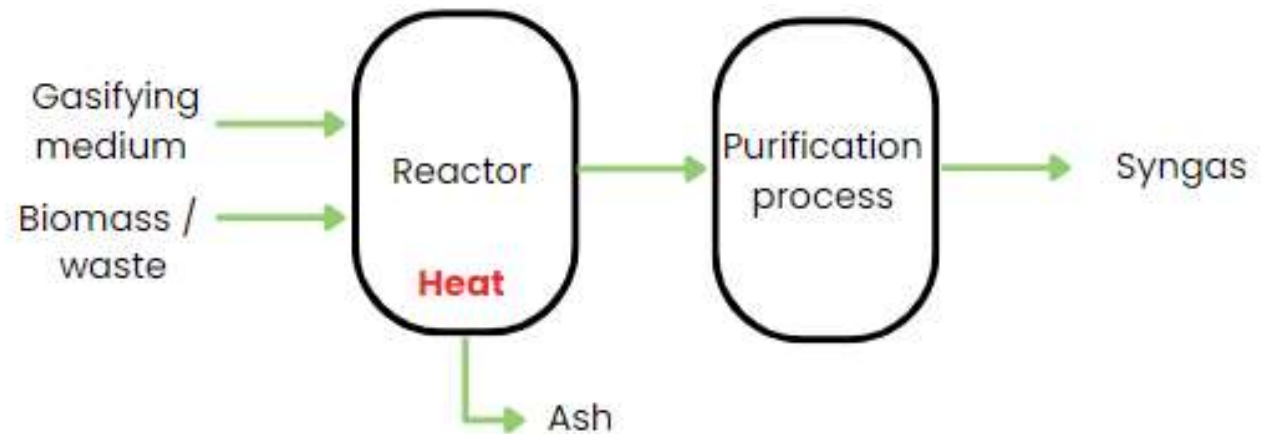 Gasifying
medium
Biomass /
waste
Reactor
Heat
Ash
Purification
process
Syngas